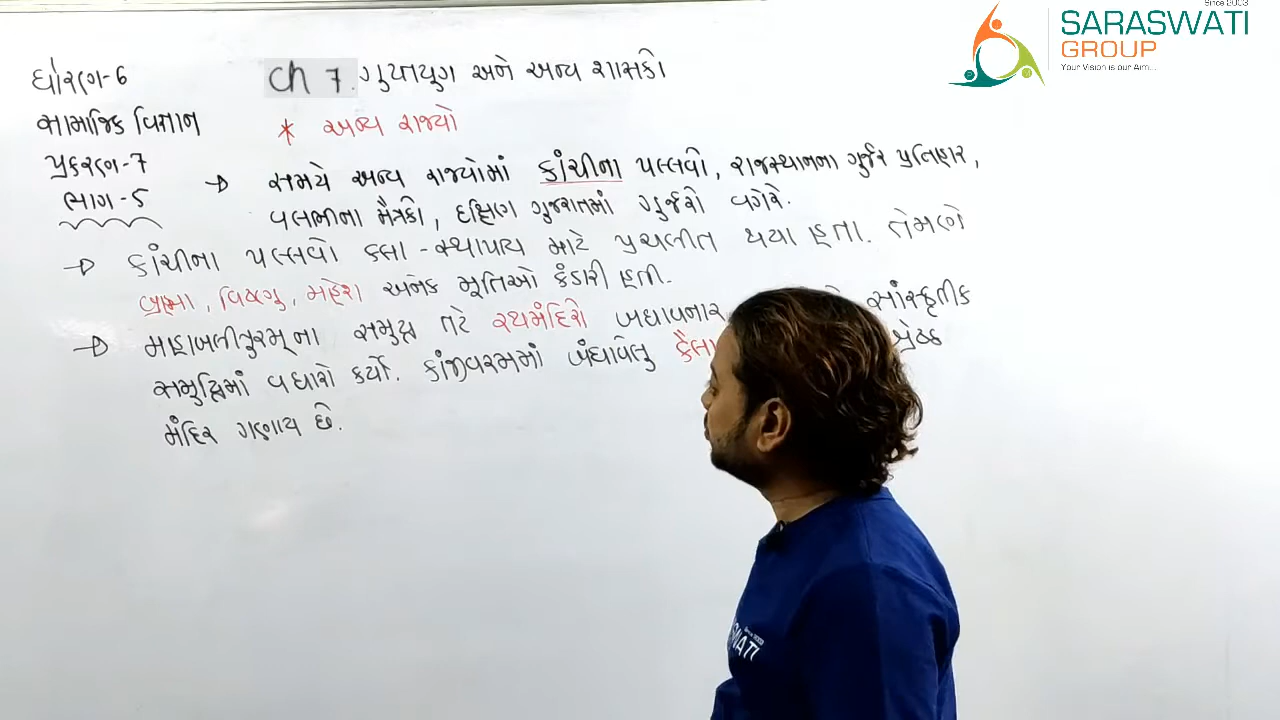 Since 2003
SARASWATI
GROUP
Your Vision is our Aim...
ધોરણ-6
સામાજિક વિજ્ઞાન
પ્રકરણ-7
ભાગ-5
ch 7. ગુપ્તયુગ અને અન્ય શાસકો
* અન્ય રાજ્યો
→ સમયે અન્ય રાજ્યોમાં કાંચીના પલ્લવો, રાજસ્થાનના ગુર્જર પ્રતિહાર,
વલભીના મૈત્રકો, દક્ષિણ ગુજરાતમાં ગુર્જરો વગેરે.
→ કાંચીના પલ્લવો કલા-સ્થાપત્ય માટે પ્રચલીત થયા હતા. તેમણે
બ્રહ્મા, વિષ્ણુ, મહેશ અનેક મૂર્તિઓ કંડારી હતી.
→ મહાબલીપુરમ્ ના સમુદ્ર તટે રથમંદિરો બંધાવનાર સાંસ્કૃતીક
સમૃદ્ધિમાં વધારો કર્યો. કાંજીવરમમાં બંધાવેલુ કૈલા
મંદિર ગણાય છે.